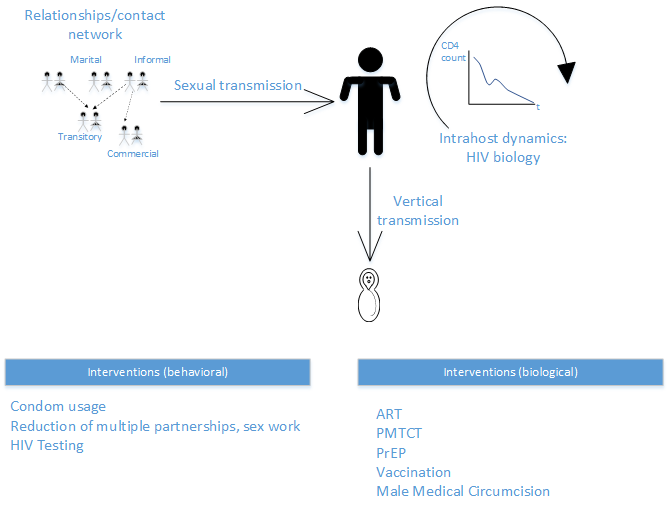 Relationships/contact
network
Marital
Informal
Transitory
Commercial
Sexual transmission
CD4
count
t
Intrahost dynamics:
HIV biology
Vertical
transmission
Interventions (behavioral)
Condom usage
Reduction of multiple partnerships, sex work
HIV Testing
Interventions (biological)
ART
PMTCT
PrEP
Vaccination
Male Medical Circumcision